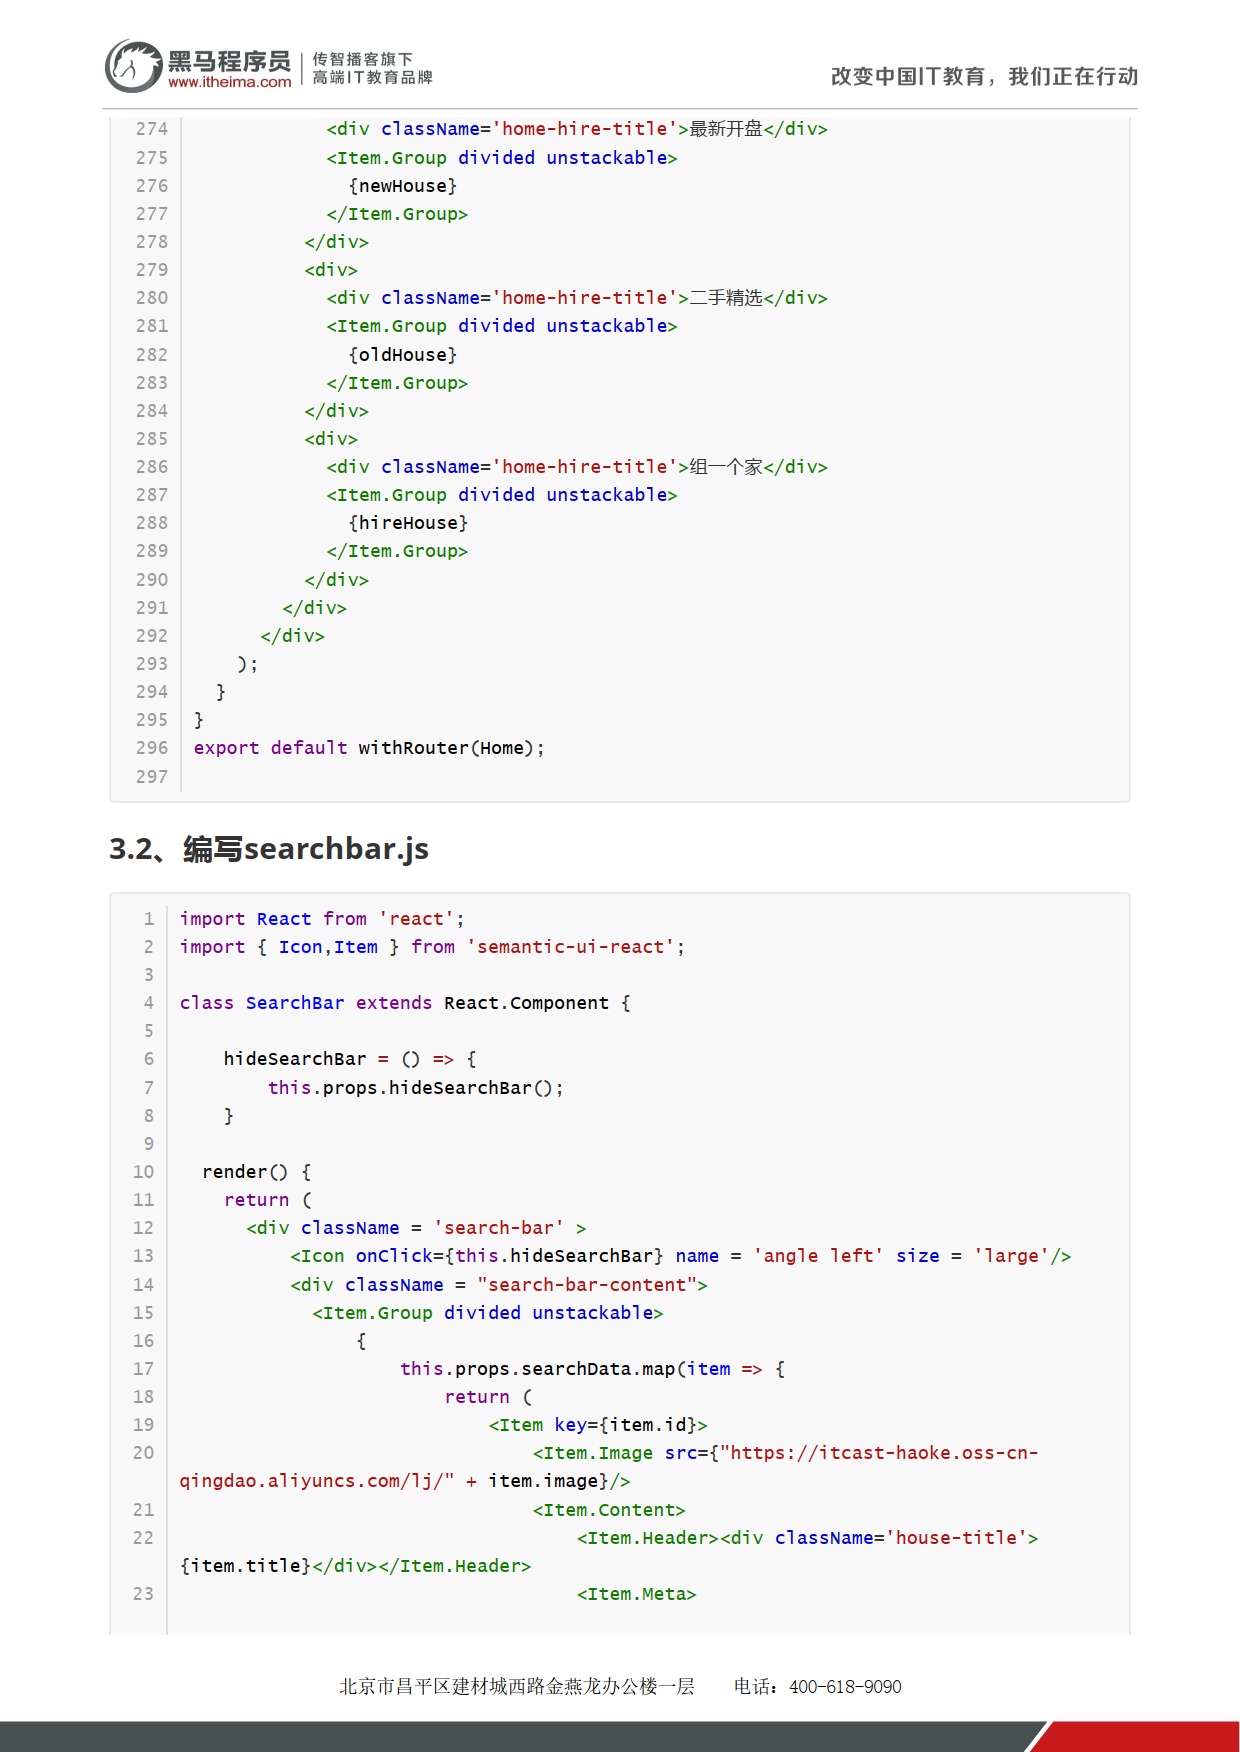 黑马程序员
www.itheima.com
传智播客旗下
高端IT教育品牌
改变中国IT教育，我们正在行动
274             <div className='home-hire-title'>最新开盘</div>
275             <Item.Group divided unstackable>
276               {newHouse}
277             </Item.Group>
278           </div>
279           <div>
280             <div className='home-hire-title'>二手精选</div>
281             <Item.Group divided unstackable>
282               {oldHouse}
283             </Item.Group>
284           </div>
285           <div>
286             <div className='home-hire-title'>组一个家</div>
287             <Item.Group divided unstackable>
288               {hireHouse}
289             </Item.Group>
290           </div>
291         </div>
292       </div>
293     );
294   }
295 }
296 export default withRouter(Home);
297
3.2、编写searchbar.js
1 import React from 'react';
2 import { Icon,Item } from 'semantic-ui-react';
3
4 class SearchBar extends React.Component {
5
6     hideSearchBar = () => {
7         this.props.hideSearchBar();
8     }
9
10   render() {
11     return (
12       <div className = 'search-bar' >
13           <Icon onClick={this.hideSearchBar} name = 'angle left' size = 'large'/>
14           <div className = "search-bar-content">
15             <Item.Group divided unstackable>
16                 {
17                     this.props.searchData.map(item => {
18                         return (
19                             <Item key={item.id}>
20                                 <Item.Image src={"https://itcast-haoke.oss-cn-
qingdao.aliyuncs.com/lj/" + item.image}/>
21                                 <Item.Content>
22                                     <Item.Header><div className='house-title'>
{item.title}</div></Item.Header>
23                                     <Item.Meta>
北京市昌平区建材城西路金燕龙办公楼一层    电话：400-618-9090